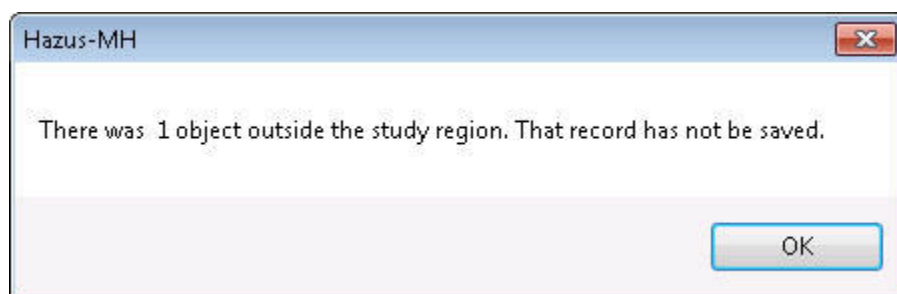 Hazus-MH
There was 1 object outside the study region. That record has not be saved.
OK